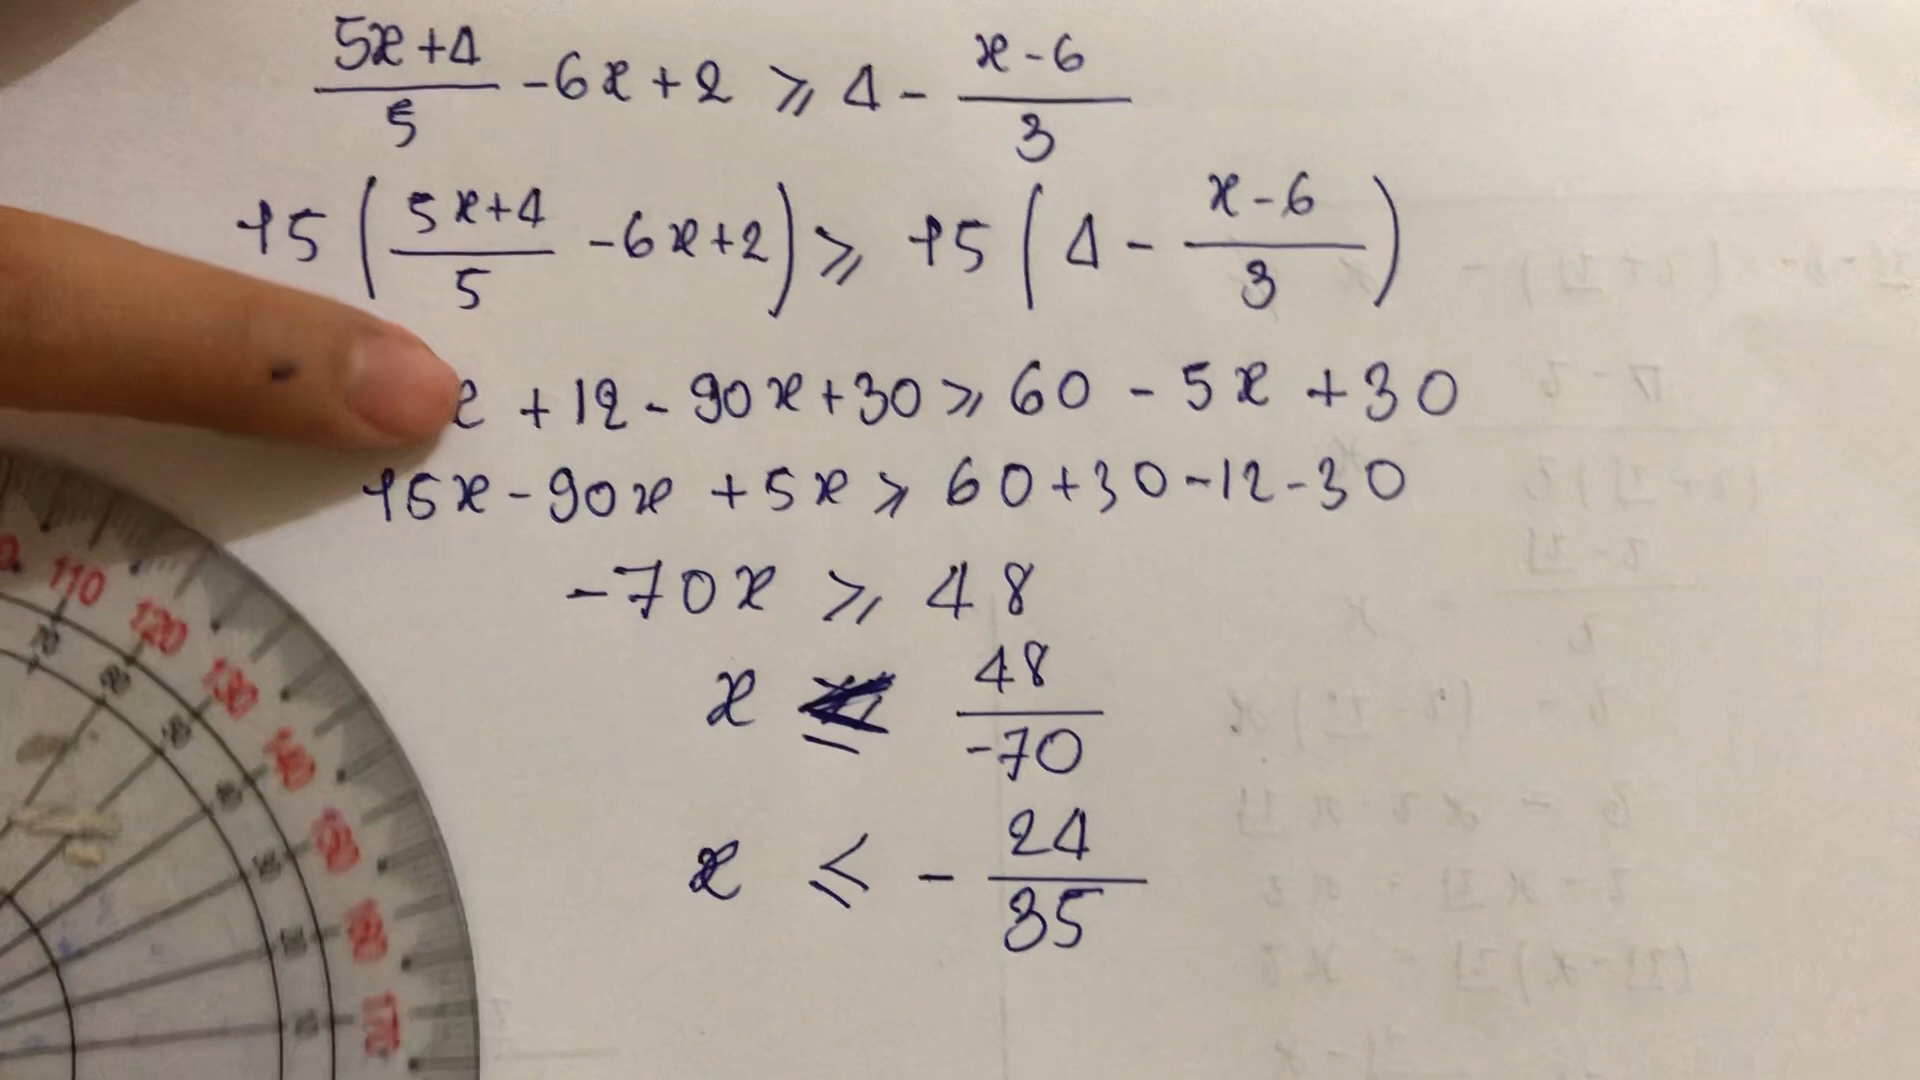 (5x+4)/5 - 6x + 2 ⩾ 4 - (x-6)/3
15 ( (5x+4)/5 - 6x + 2 ) ⩾ 15 ( 4 - (x-6)/3 )
x + 12 - 90x + 30 ⩾ 60 - 5x + 30
15x - 90x + 5x ⩾ 60 + 30 - 12 - 30
-70x ⩾ 48
x ≤ 48/-70
x ≤ - 24/35
110
120
130
170